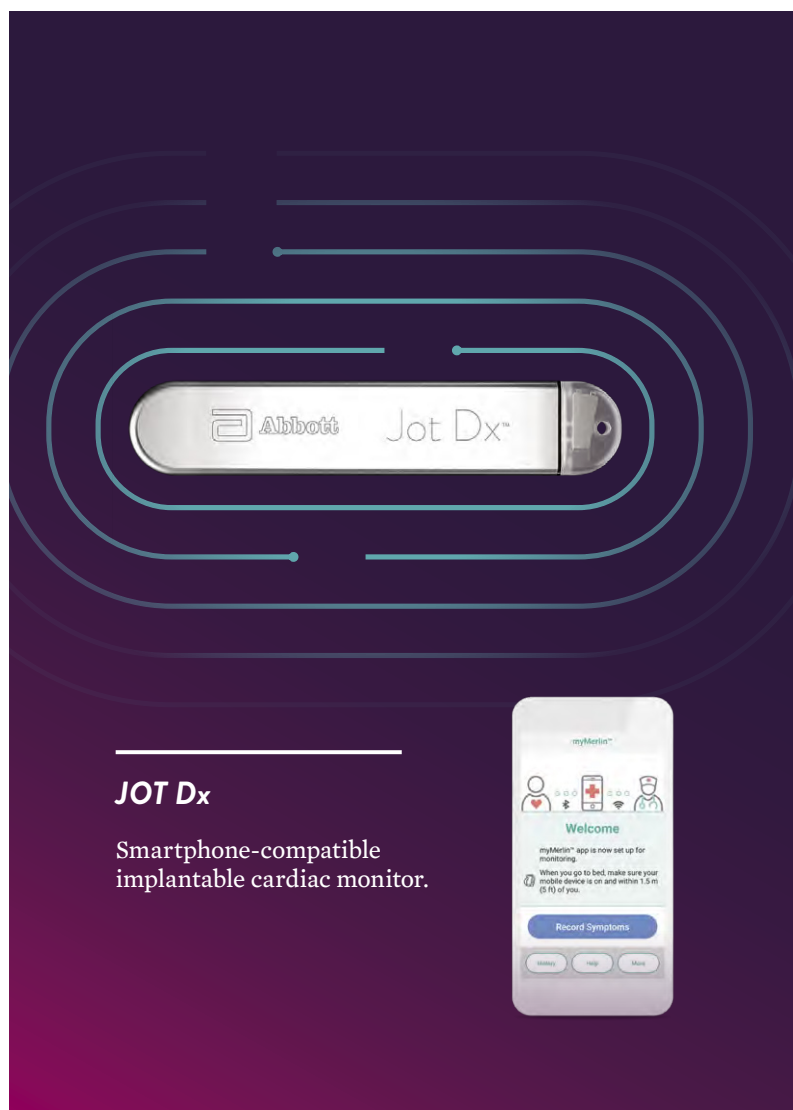 Abbott Jot Dx™
JOT Dx
Smartphone-compatible
implantable cardiac monitor.
myMerlin™
Welcome
myMerlin™ app is now set up for
monitoring.
When you go to bed, make sure your
mobile device is on and within 1.5 m
(5 ft) of you.
Record Symptoms
History Help More